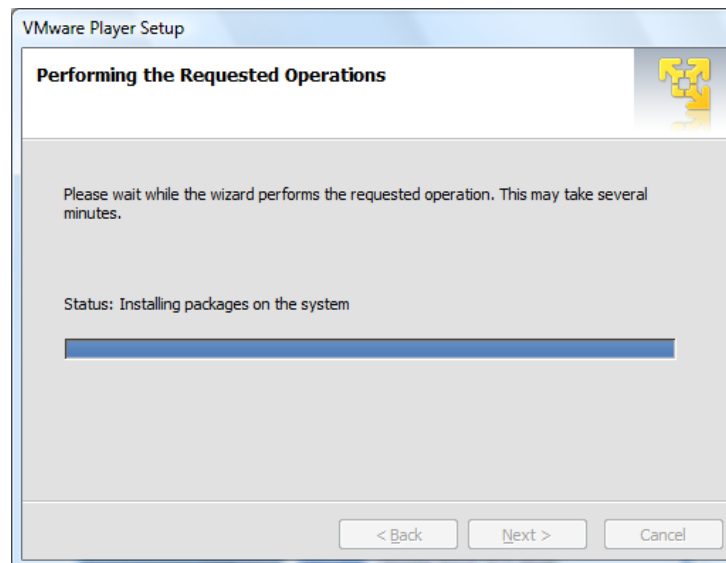 VMware Player Setup
Performing the Requested Operations
Please wait while the wizard performs the requested operation. This may take several
minutes.
Status: Installing packages on the system
< Back
Next >
Cancel